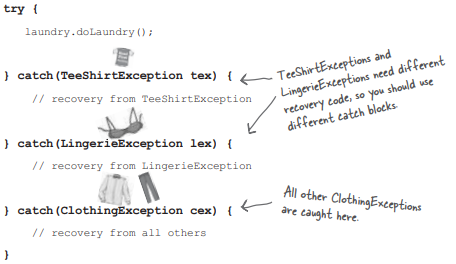 try {
laundry.doLaundry();
} catch(TeeShirtException tex) {
// recovery from TeeShirtException
} catch(LingerieException lex) {
// recovery from LingerieException
} catch(ClothingException cex) {
// recovery from all others
}
TeeShirtExceptions and
LingerieExceptions need different
recovery code, so you should use
different catch blocks.
All other ClothingExceptions
are caught here.